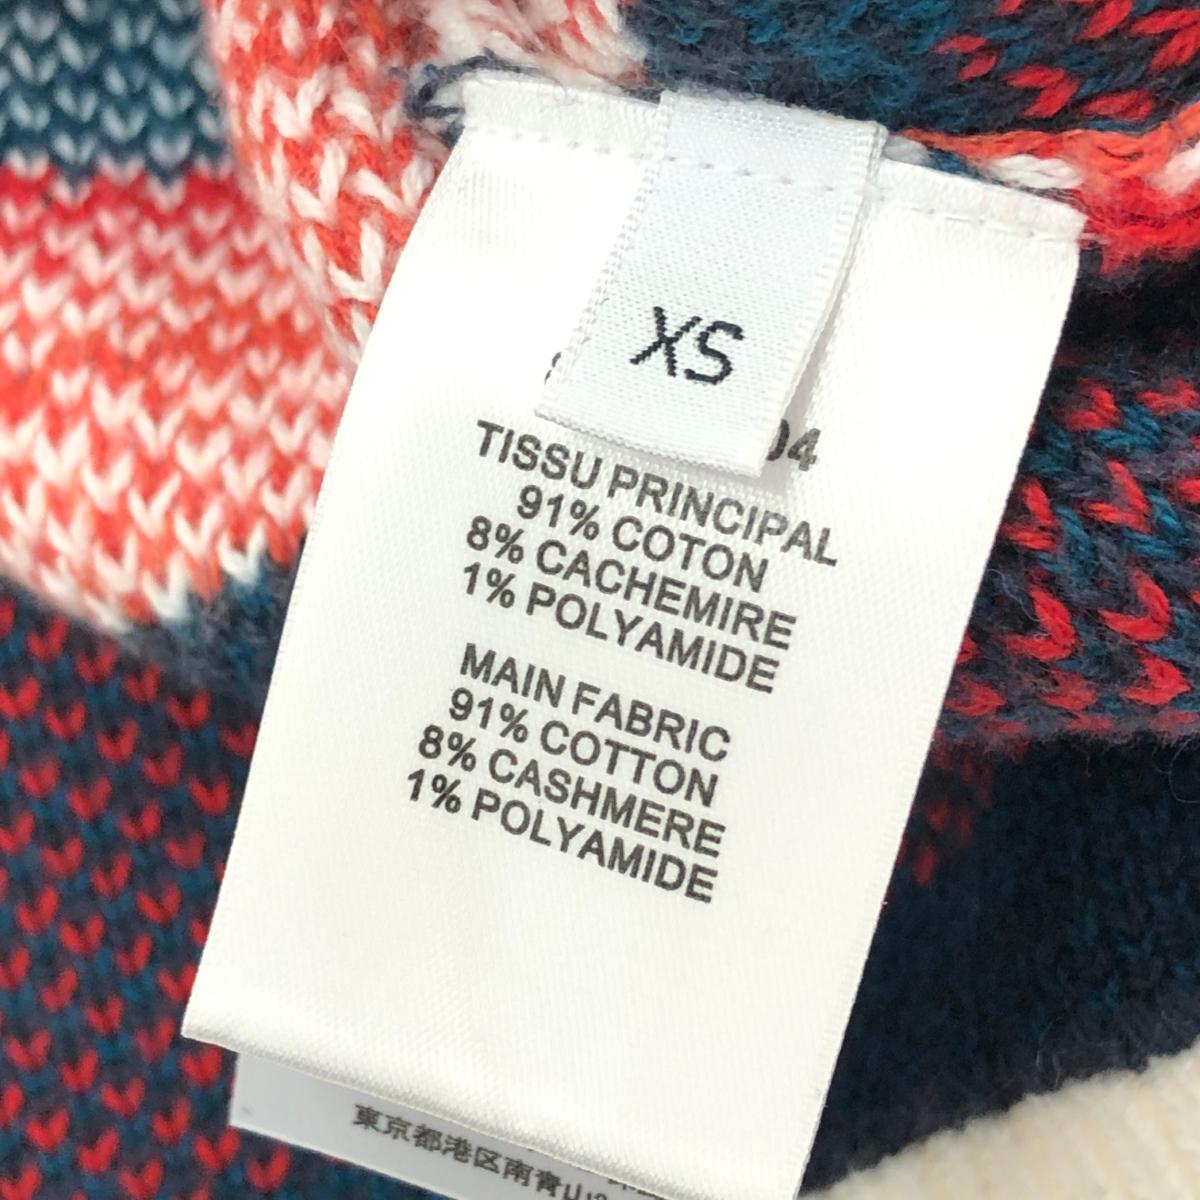 XS
04
TISSU PRINCIPAL
91% COTON
8% CACHEMIRE
1% POLYAMIDE
MAIN FABRIC
91% COTTON
8% CASHMERE
1% POLYAMIDE
東京都港区南青山